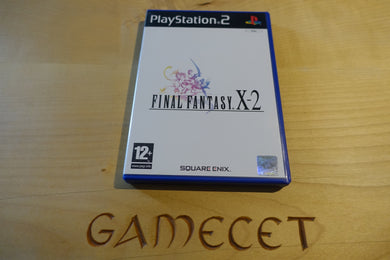 PlayStation 2
FINAL FANTASY. X-2
12+
SQUARE ENIX.
GAMECET